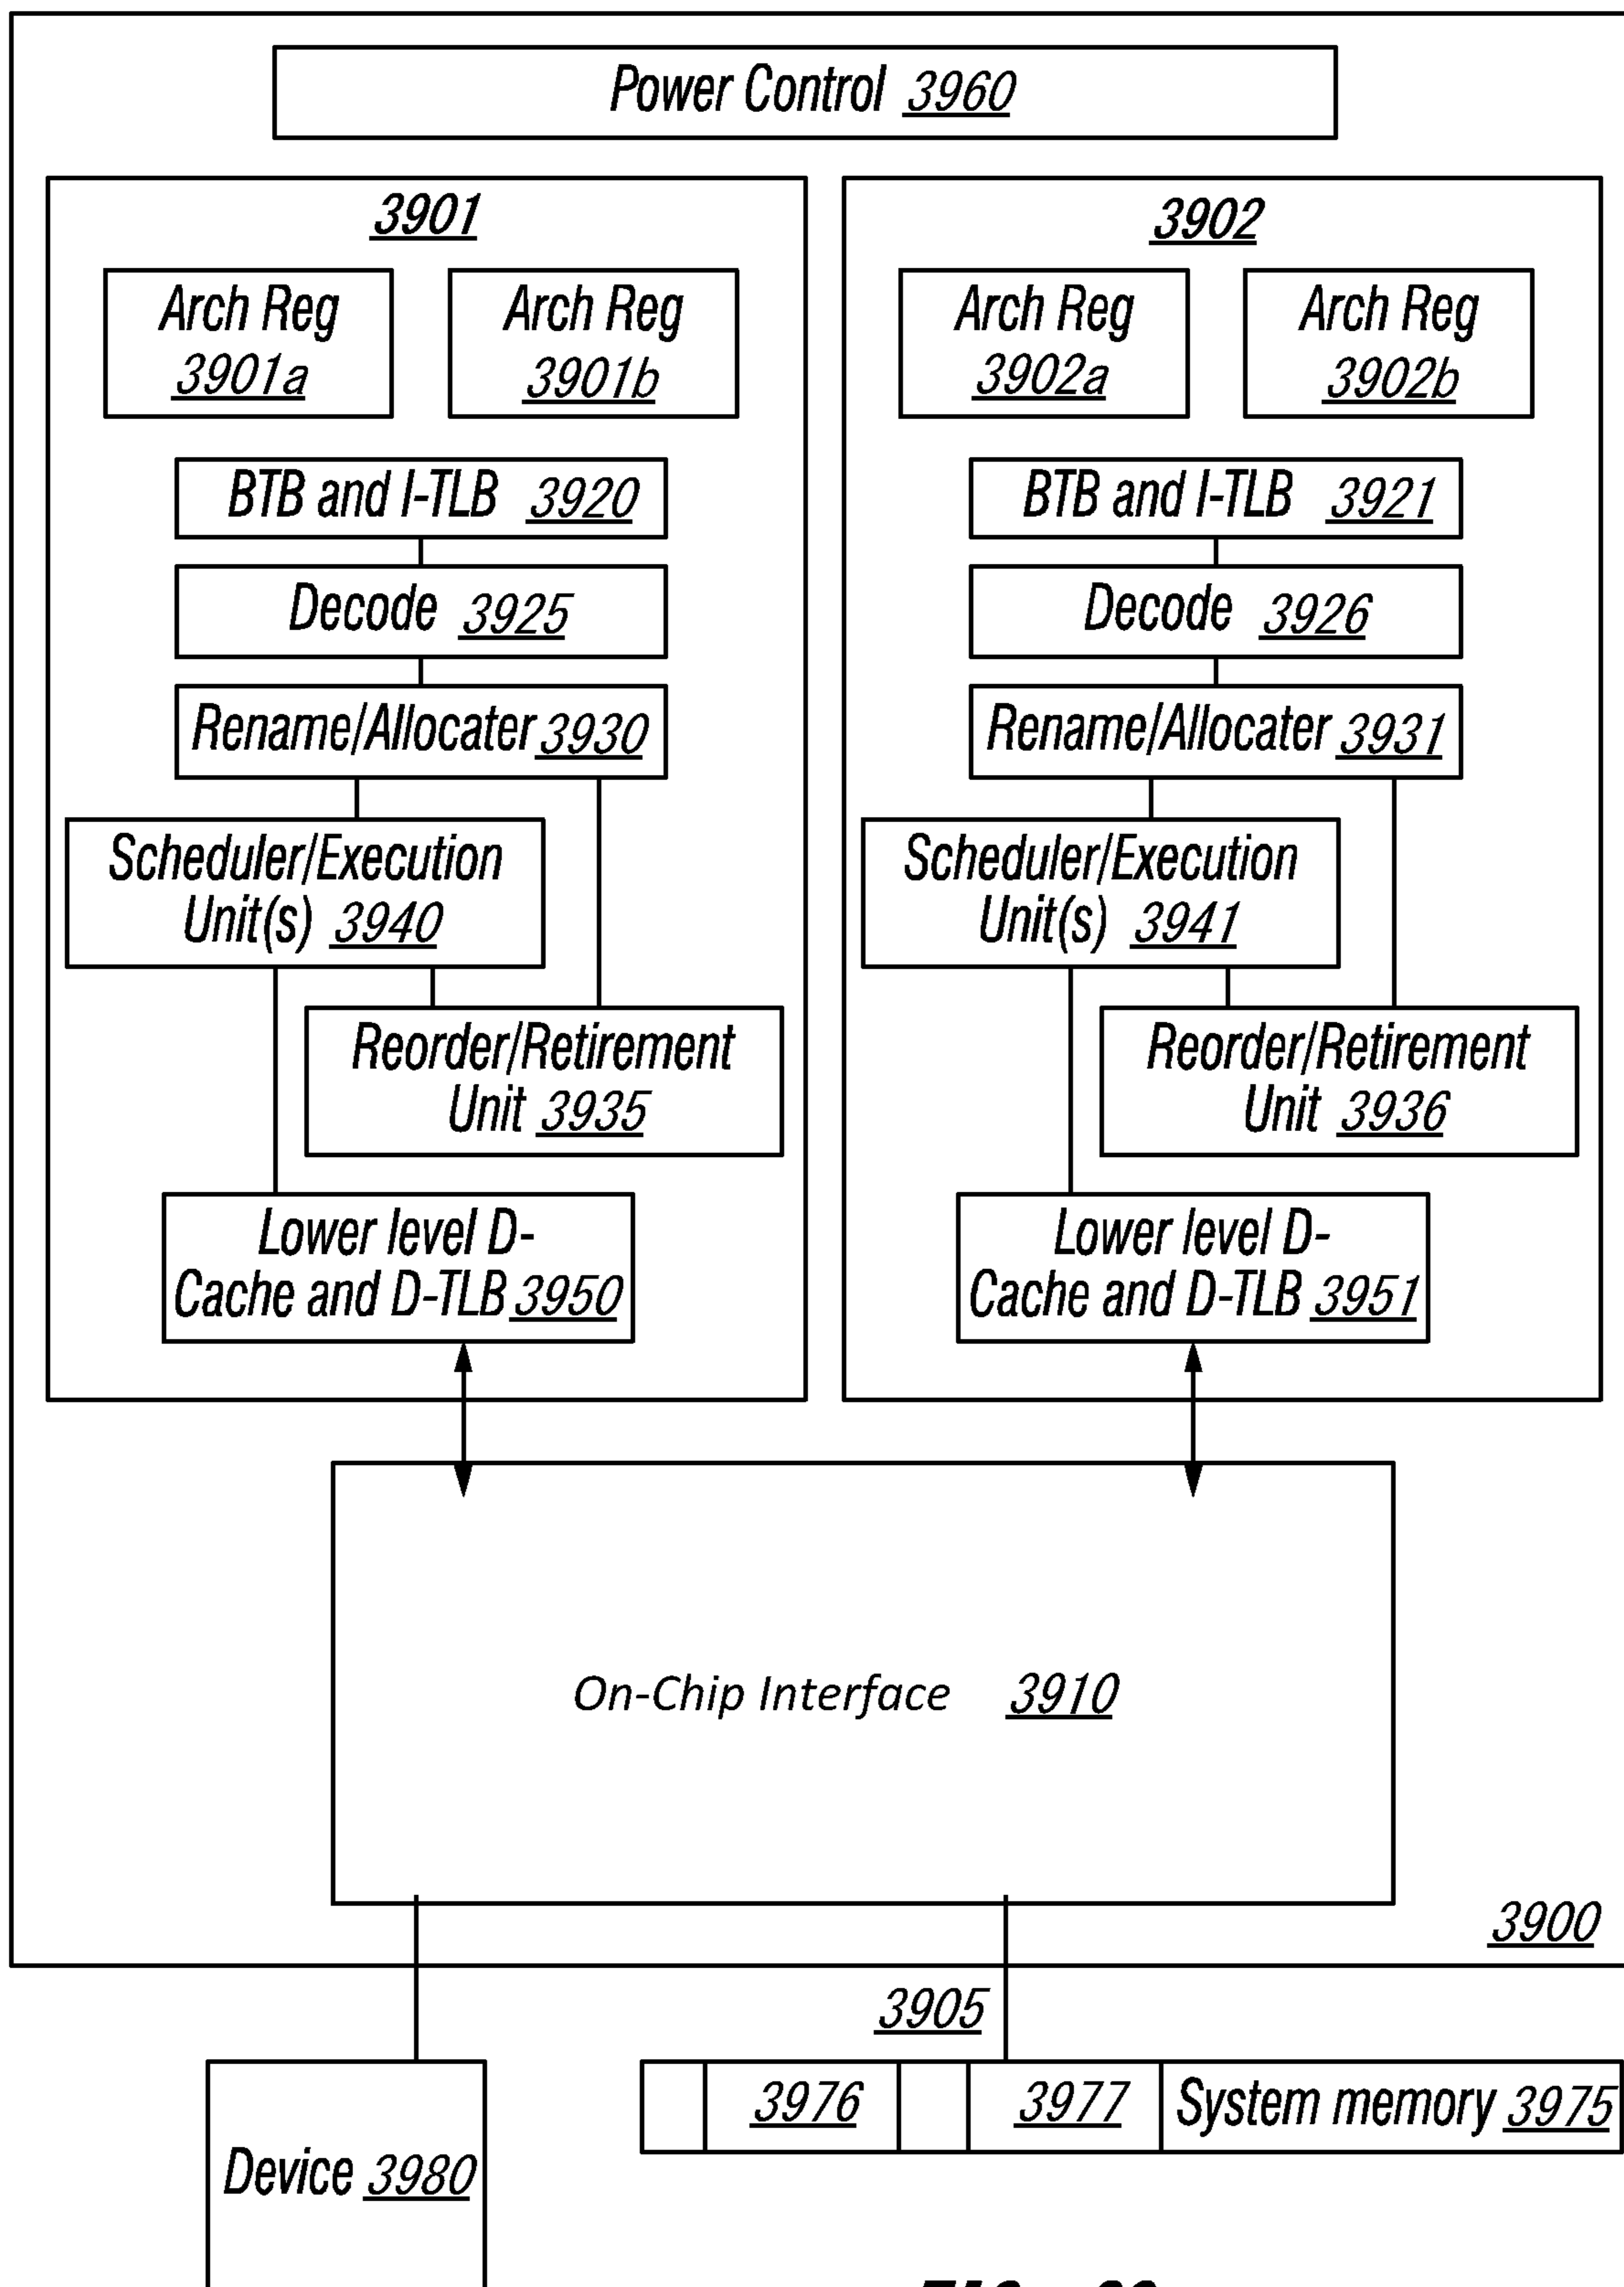 Power Control 3960
3901
Arch Reg
3901a
Arch Reg
3901b
BTB and I-TLB 3920
Decode 3925
Rename/Allocater 3930
Scheduler/Execution
Unit(s) 3940
Reorder/Retirement
Unit 3935
Lower level D-
Cache and D-TLB 3950
3902
Arch Reg
3902a
Arch Reg
3902b
BTB and I-TLB 3921
Decode 3926
Rename/Allocater 3931
Scheduler/Execution
Unit(s) 3941
Reorder/Retirement
Unit 3936
Lower level D-
Cache and D-TLB 3951
On-Chip Interface 3910
3900
3905
3976
3977
System memory 3975
Device 3980